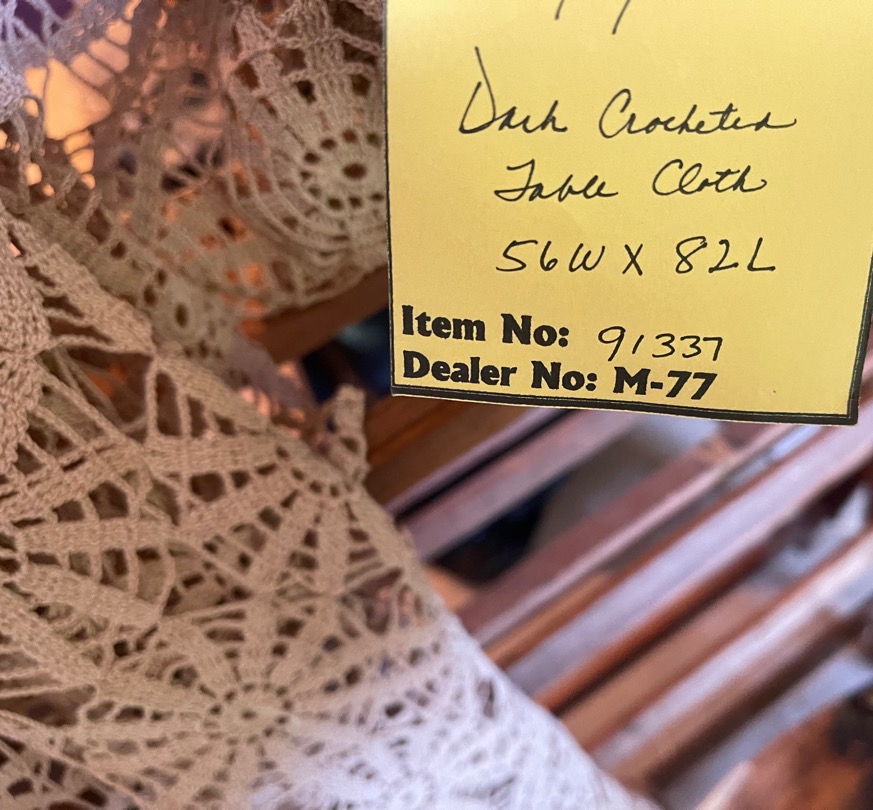 Dark Crocheted
Table Cloth
56W X 82L
Item No: 91337
Dealer No: M-77